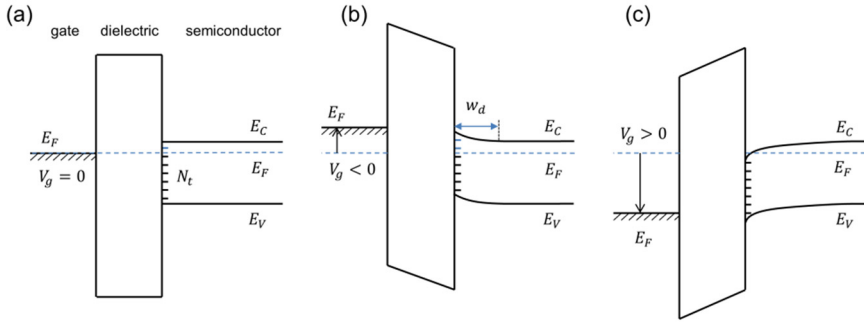 (a)
gate dielectric semiconductor
E_F
V_g = 0
N_t
E_C
E_F
E_V
(b)
E_F
V_g < 0
w_d
E_C
E_F
E_V
(c)
V_g > 0
E_F
E_C
E_F
E_V